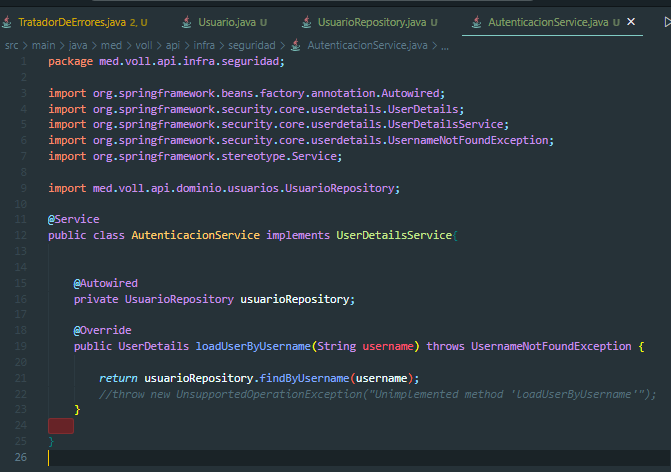 TratadorDeErrores.java 2, U
Usuario.java U
UsuarioRepository.java U
AutenticacionService.java U
src > main > java > med > voll > api > infra > seguridad > AutenticacionService.java > ...
1 package med.voll.api.infra.seguridad;
2
3 import org.springframework.beans.factory.annotation.Autowired;
4 import org.springframework.security.core.userdetails.UserDetails;
5 import org.springframework.security.core.userdetails.UserDetailsService;
6 import org.springframework.security.core.userdetails.UsernameNotFoundException;
7 import org.springframework.stereotype.Service;
8
9 import med.voll.api.dominio.usuarios.UsuarioRepository;
10
11 @Service
12 public class AutenticacionService implements UserDetailsService{
13
14
15 @Autowired
16 private UsuarioRepository usuarioRepository;
17
18 @Override
19 public UserDetails loadUserByUsername(String username) throws UsernameNotFoundException {
20
21 return usuarioRepository.findByUsername(username);
22 //throw new UnsupportedOperationException("Unimplemented method 'loadUserByUsername'");
23 }
24
25 }
26